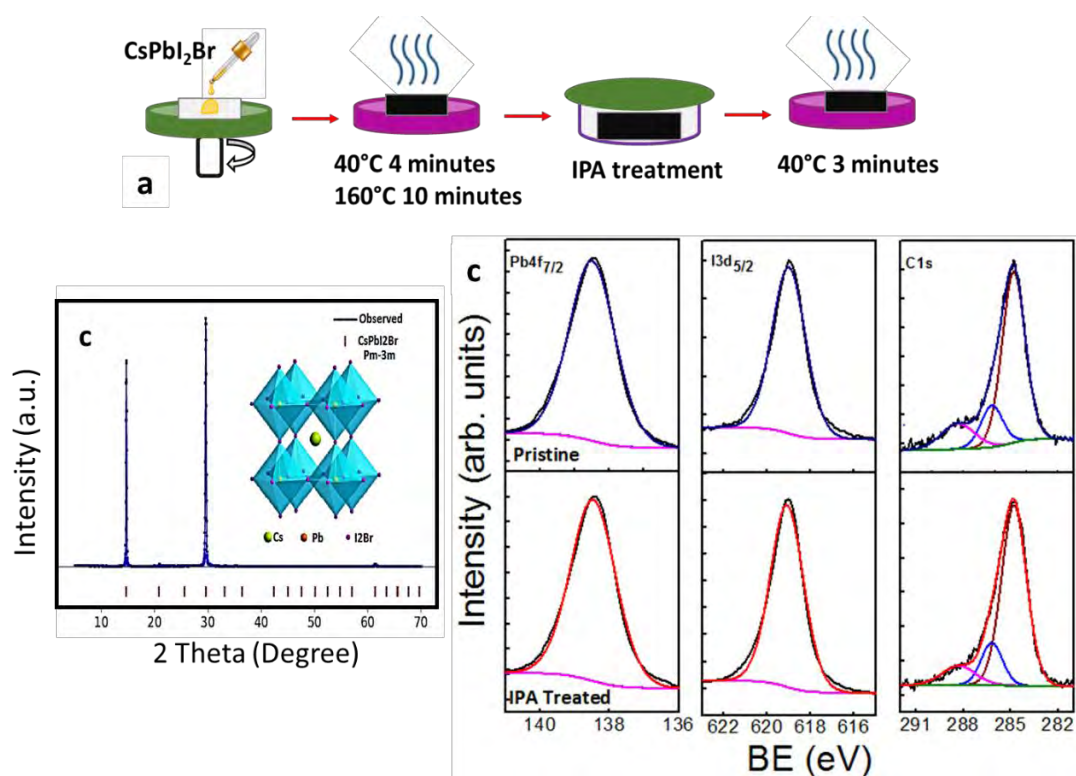 CsPbI₂Br
a
40°C 4 minutes
160°C 10 minutes
IPA treatment
40°C 3 minutes
c
Observed
CsPbI2Br
Pm-3m
Cs
Pb
I2Br
Intensity (a.u.)
10 20 30 40 50 60 70
2 Theta (Degree)
c
Pb4f₇/₂
I3d₅/₂
C1s
Pristine
IPA Treated
Intensity (arb. units)
140 138 136
622 620 618 616
291 288 285 282
BE (eV)